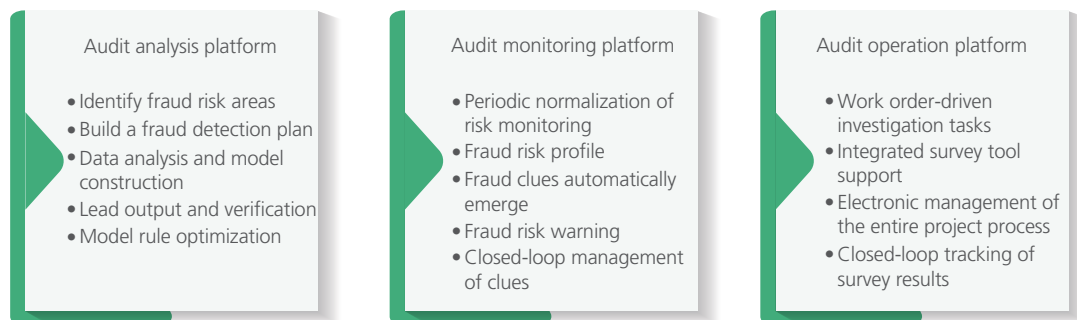 Audit analysis platform
• Identify fraud risk areas
• Build a fraud detection plan
• Data analysis and model
construction
• Lead output and verification
• Model rule optimization
Audit monitoring platform
• Periodic normalization of
risk monitoring
• Fraud risk profile
• Fraud clues automatically
emerge
• Fraud risk warning
• Closed-loop management
of clues
Audit operation platform
• Work order-driven
investigation tasks
• Integrated survey tool
support
• Electronic management of
the entire project process
• Closed-loop tracking of
survey results